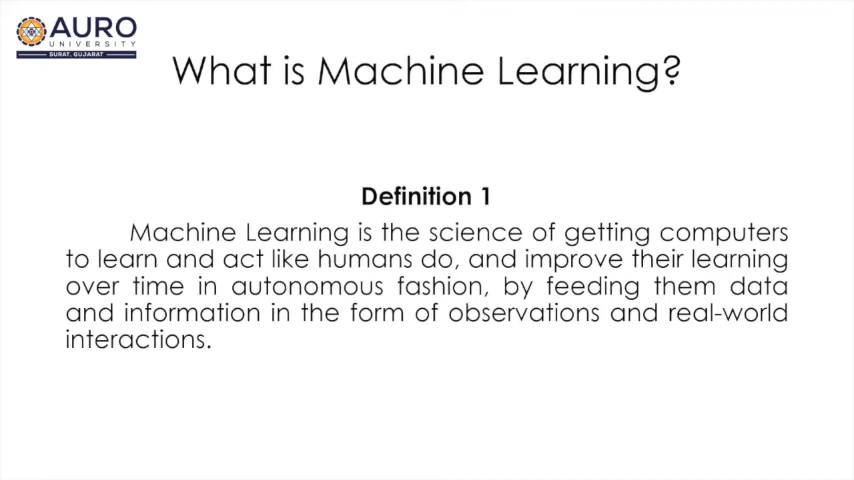 AURO
UNIVERSITY
SURAT, GUJARAT
What is Machine Learning?
Definition 1
Machine Learning is the science of getting computers
to learn and act like humans do, and improve their learning
over time in autonomous fashion, by feeding them data
and information in the form of observations and real-world
interactions.